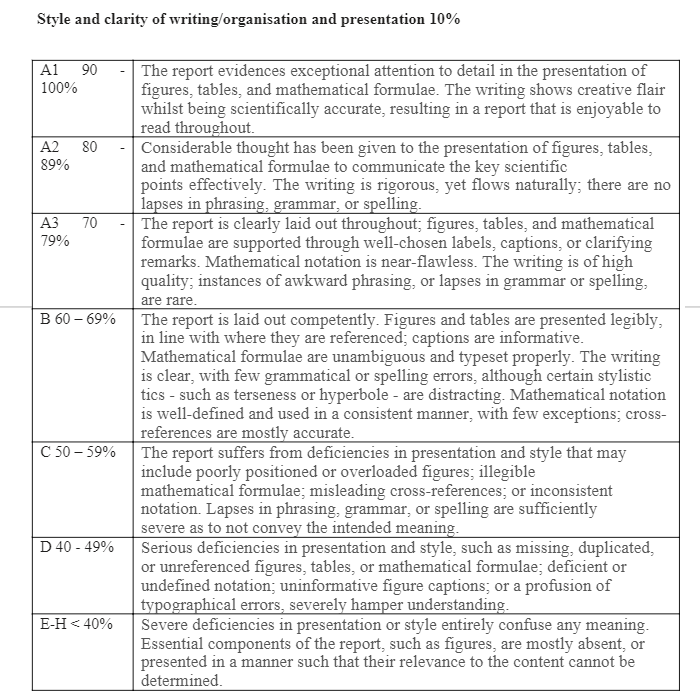 Style and clarity of writing/organisation and presentation 10%
A1 90 -
100%
The report evidences exceptional attention to detail in the presentation of
figures, tables, and mathematical formulae. The writing shows creative flair
whilst being scientifically accurate, resulting in a report that is enjoyable to
read throughout.
A2 80 -
89%
Considerable thought has been given to the presentation of figures, tables,
and mathematical formulae to communicate the key scientific
points effectively. The writing is rigorous, yet flows naturally; there are no
lapses in phrasing, grammar, or spelling.
A3 70 -
79%
The report is clearly laid out throughout; figures, tables, and mathematical
formulae are supported through well-chosen labels, captions, or clarifying
remarks. Mathematical notation is near-flawless. The writing is of high
quality; instances of awkward phrasing, or lapses in grammar or spelling,
are rare.
B 60 – 69%
The report is laid out competently. Figures and tables are presented legibly,
in line with where they are referenced; captions are informative.
Mathematical formulae are unambiguous and typeset properly. The writing
is clear, with few grammatical or spelling errors, although certain stylistic
tics - such as terseness or hyperbole - are distracting. Mathematical notation
is well-defined and used in a consistent manner, with few exceptions; cross-
references are mostly accurate.
C 50 – 59%
The report suffers from deficiencies in presentation and style that may
include poorly positioned or overloaded figures; illegible
mathematical formulae; misleading cross-references; or inconsistent
notation. Lapses in phrasing, grammar, or spelling are sufficiently
severe as to not convey the intended meaning.
D 40 - 49%
Serious deficiencies in presentation and style, such as missing, duplicated,
or unreferenced figures, tables, or mathematical formulae; deficient or
undefined notation; uninformative figure captions; or a profusion of
typographical errors, severely hamper understanding.
E-H < 40%
Severe deficiencies in presentation or style entirely confuse any meaning.
Essential components of the report, such as figures, are mostly absent, or
presented in a manner such that their relevance to the content cannot be
determined.